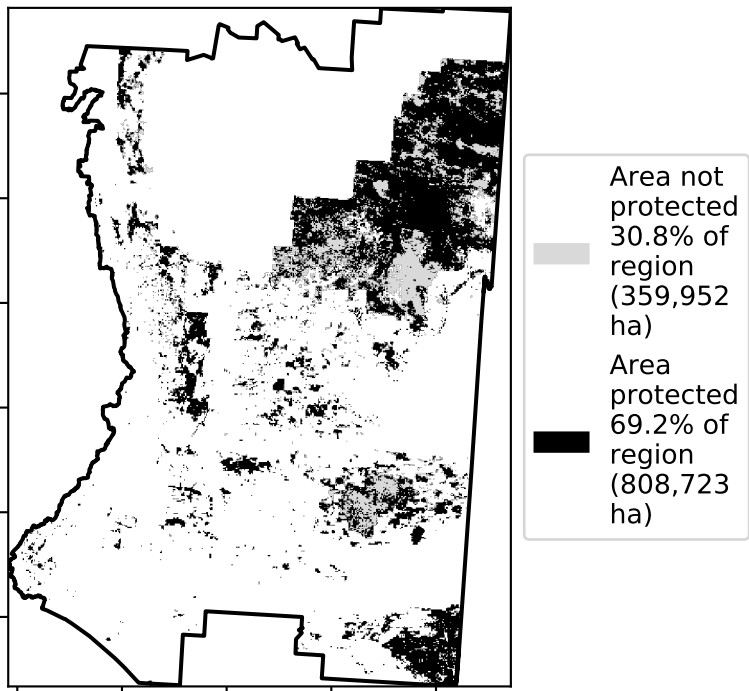 Area not
protected
30.8% of
region
(359,952
ha)
Area
protected
69.2% of
region
(808,723
ha)